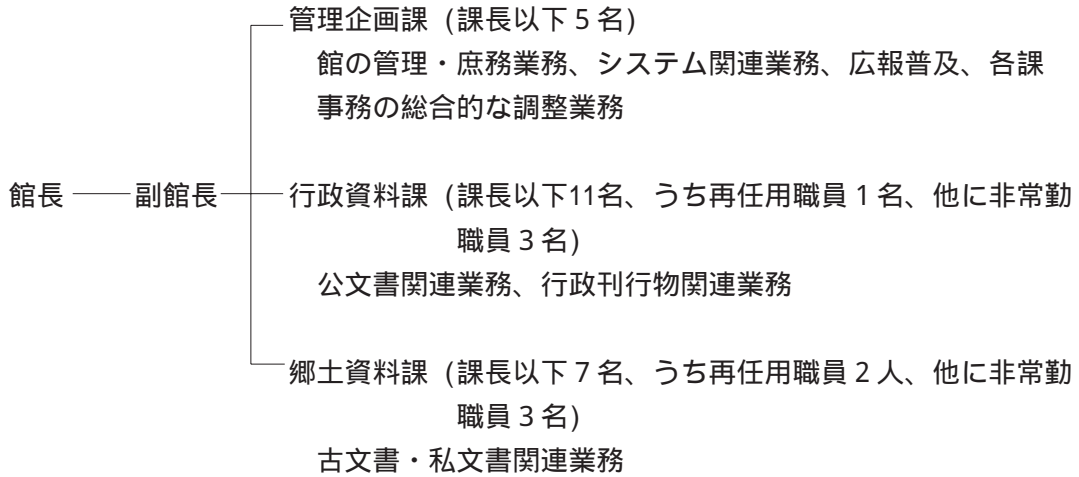 管理企画課（課長以下５名）
館の管理・庶務業務、システム関連業務、広報普及、各課
事務の総合的な調整業務
館長 副館長 行政資料課（課長以下11名、うち再任用職員１名、他に非常勤
職員３名）
公文書関連業務、行政刊行物関連業務
郷土資料課（課長以下７名、うち再任用職員２人、他に非常勤
職員３名）
古文書・私文書関連業務